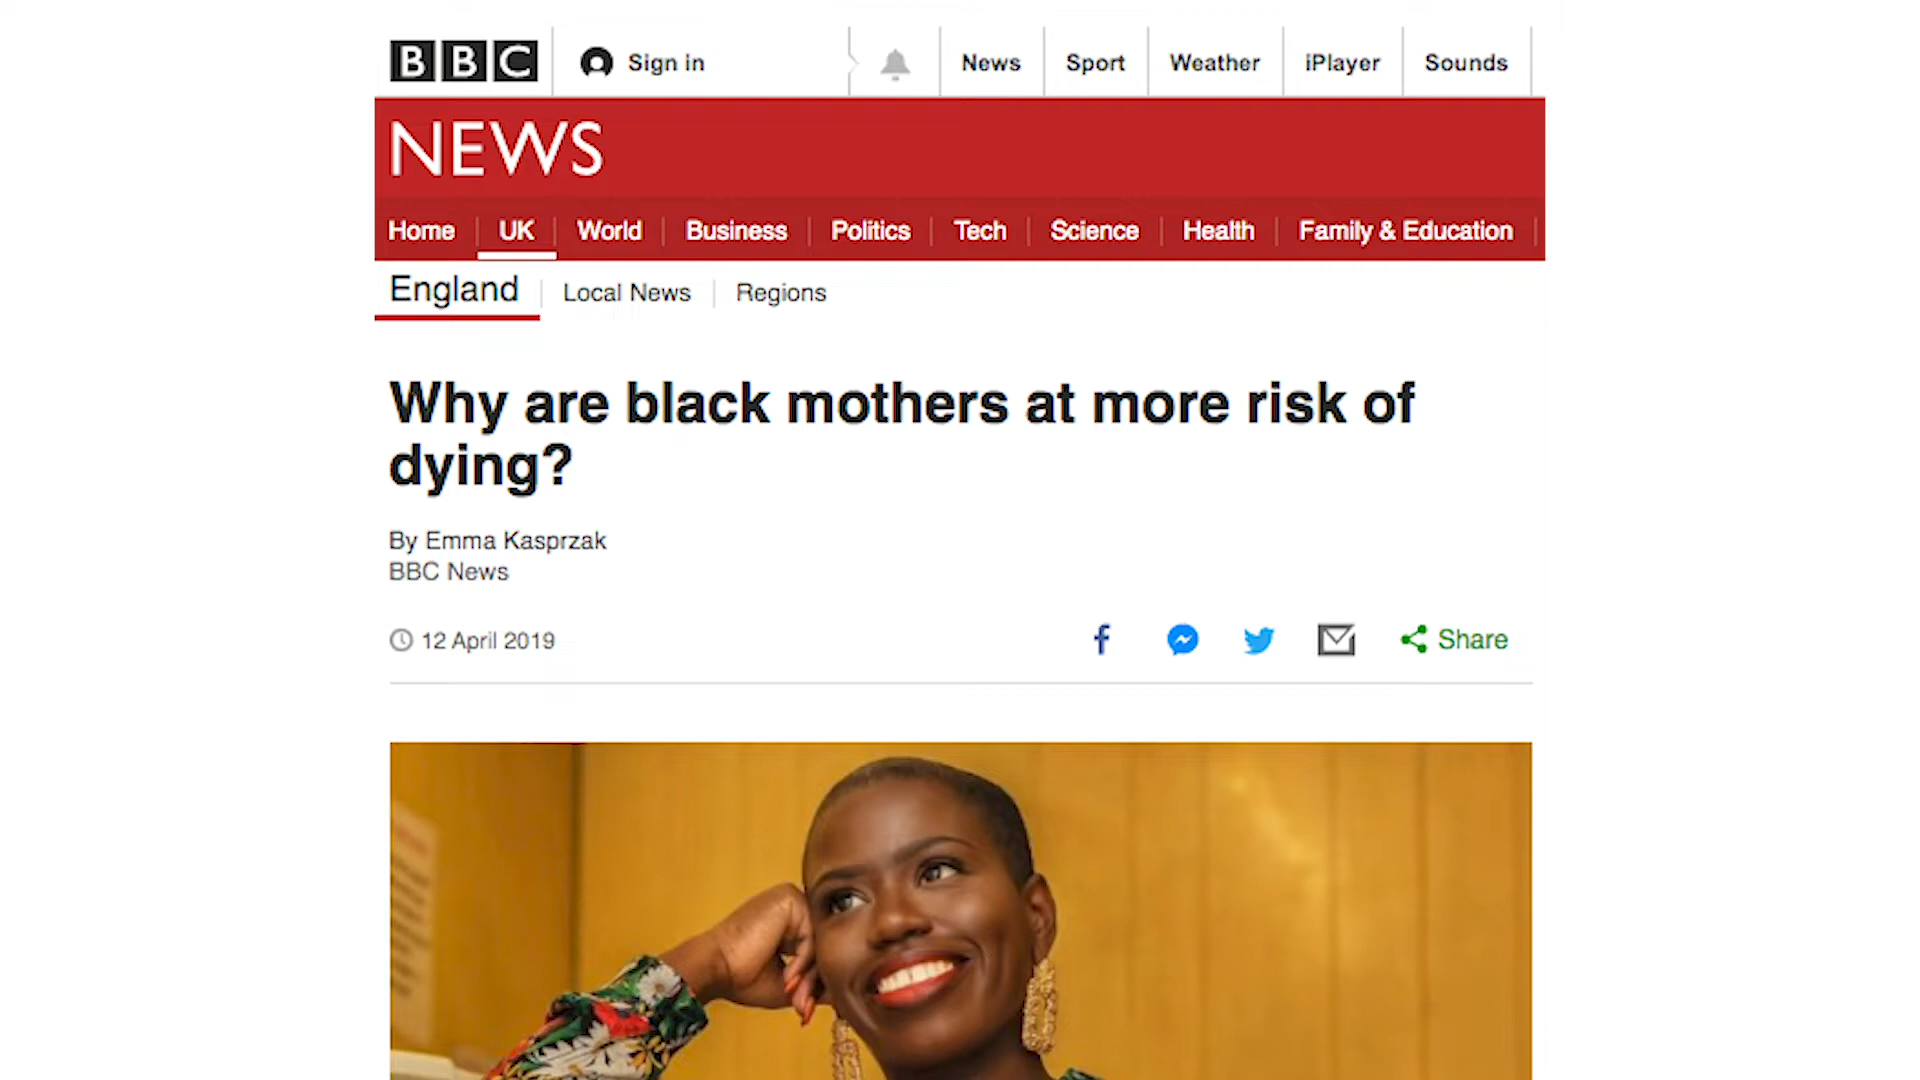 BBC Sign in News Sport Weather iPlayer Sounds
NEWS
Home UK World Business Politics Tech Science Health Family & Education
England Local News Regions
Why are black mothers at more risk of
dying?
By Emma Kasprzak
BBC News
12 April 2019 Share